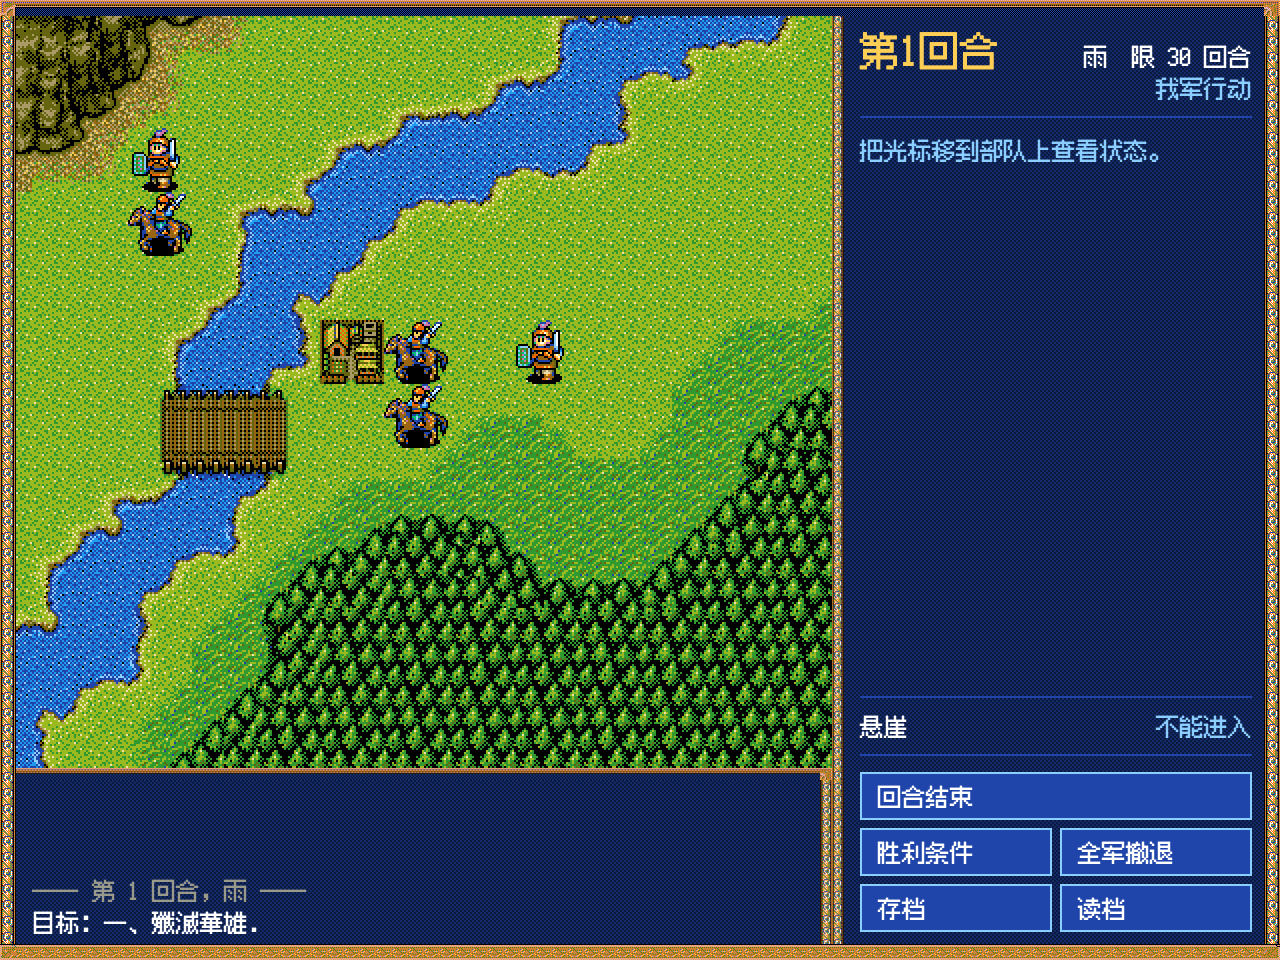 第1回合
雨 限 30 回合
我军行动
把光标移到部队上查看状态。
悬崖 不能进入
回合结束
胜利条件 全军撤退
存档 读档
—— 第 1 回合，雨 ——
目标：一、殲滅華雄．